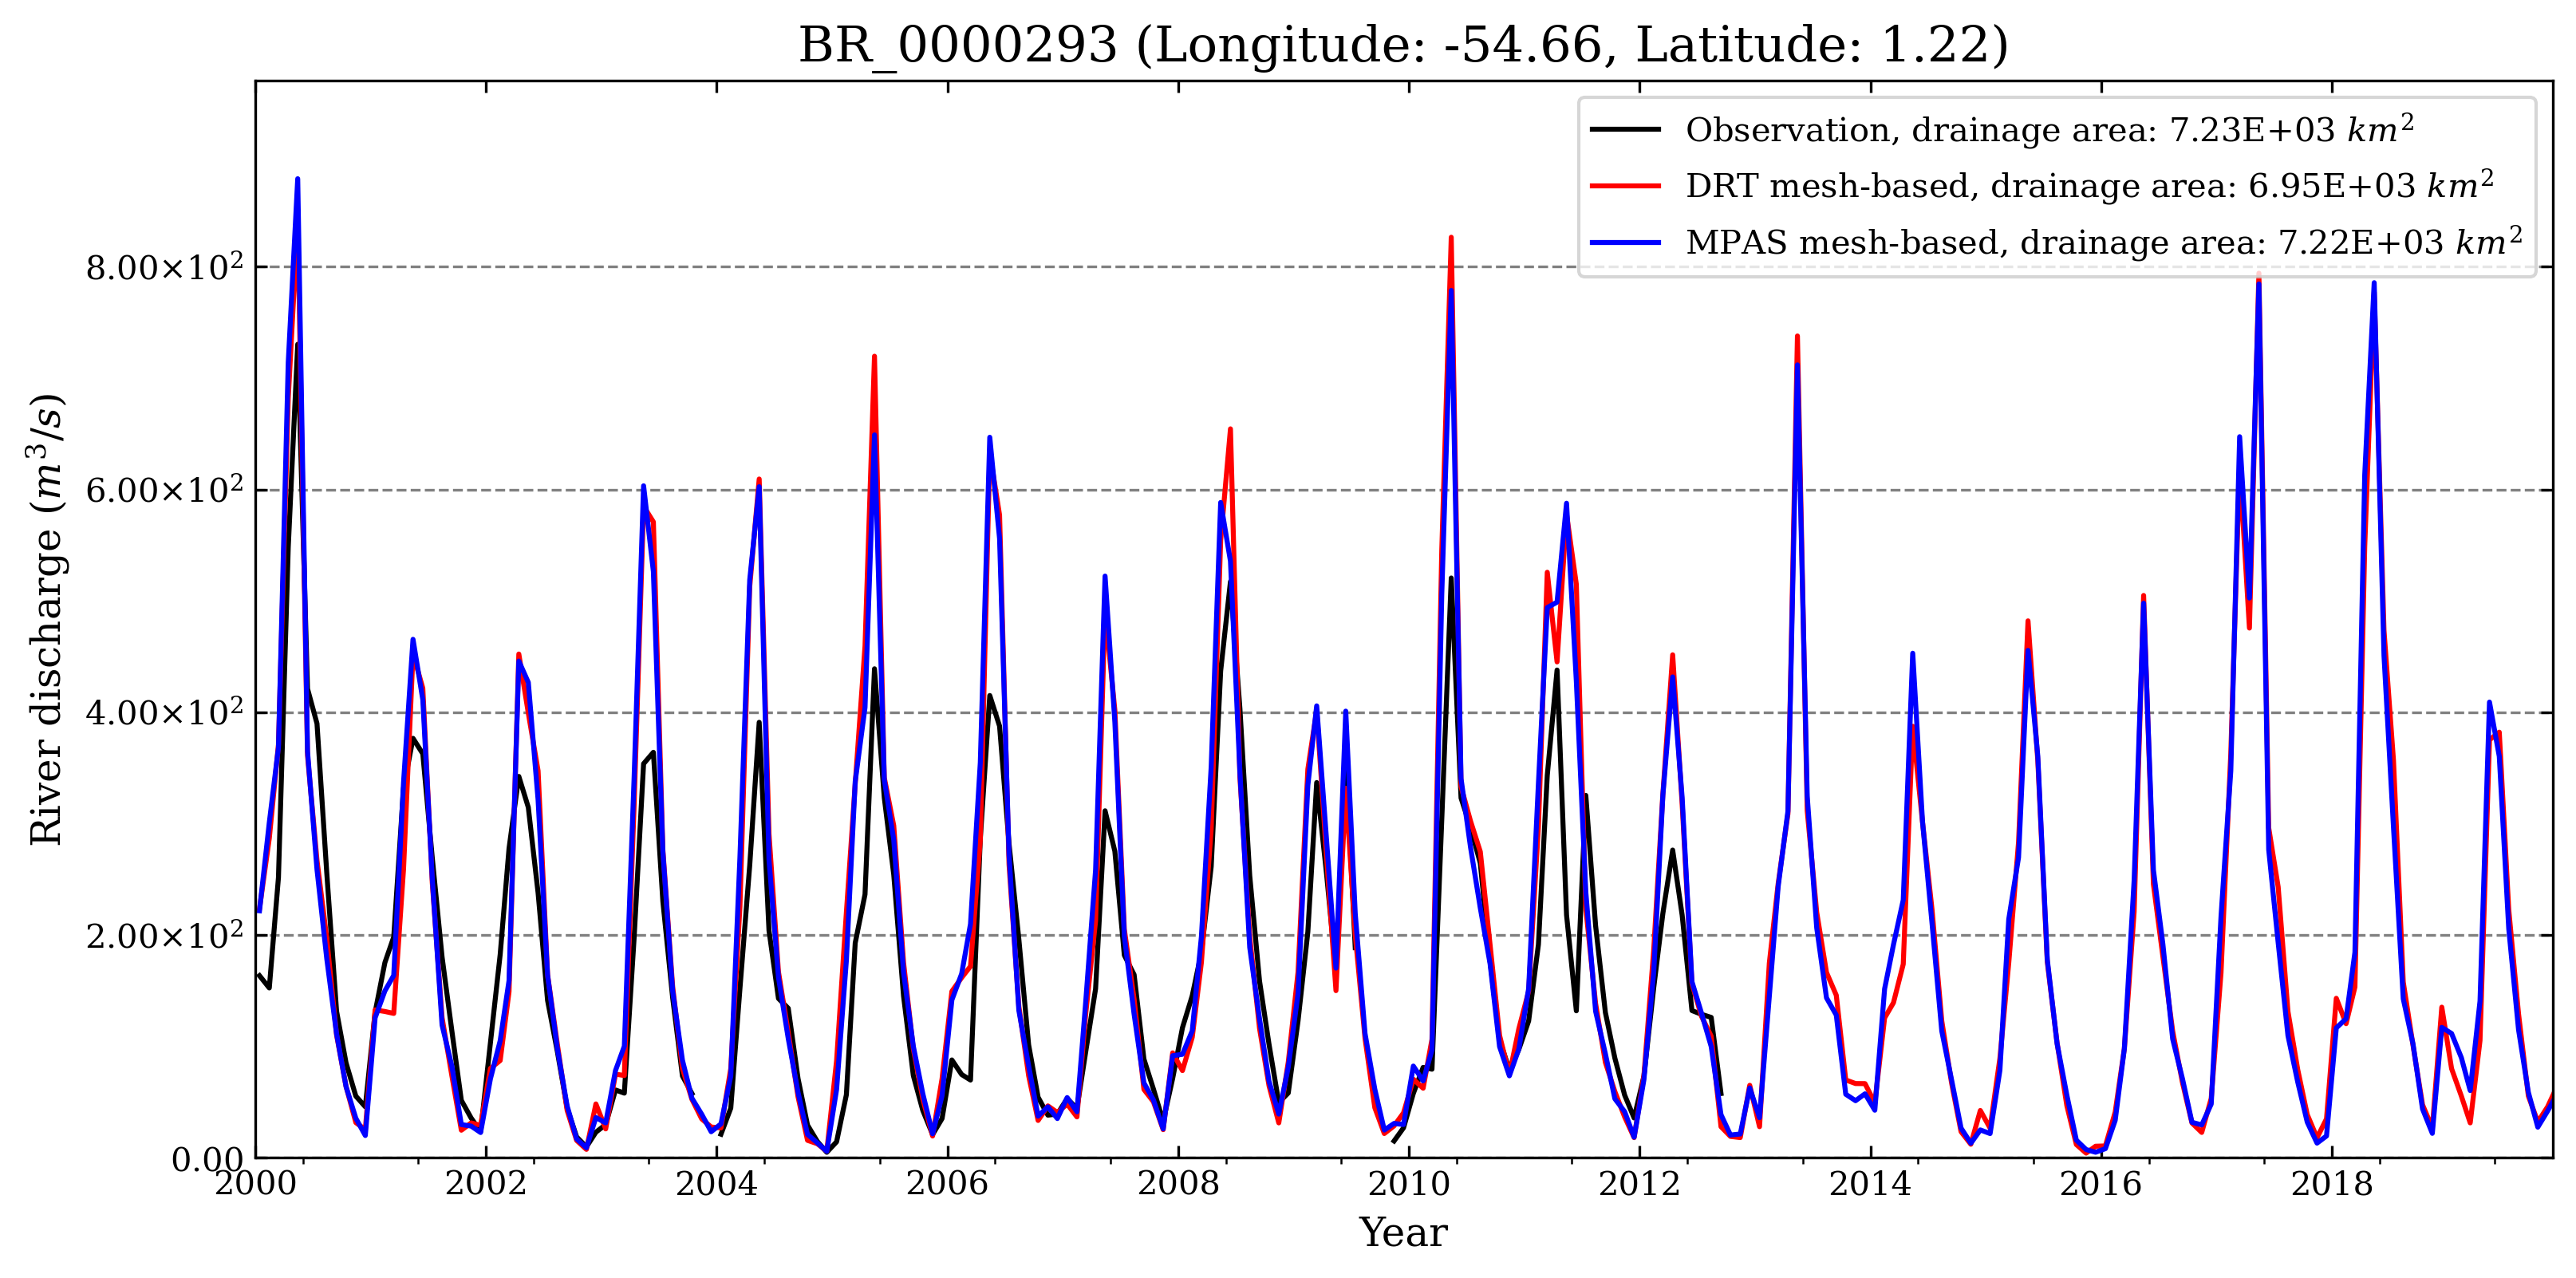 BR_0000293 (Longitude: -54.66, Latitude: 1.22)
Observation, drainage area: 7.23E+03 km²
DRT mesh-based, drainage area: 6.95E+03 km²
MPAS mesh-based, drainage area: 7.22E+03 km²
River discharge (m³/s)
8.00×10²
6.00×10²
4.00×10²
2.00×10²
0.00
2000 2002 2004 2006 2008 2010 2012 2014 2016 2018
Year